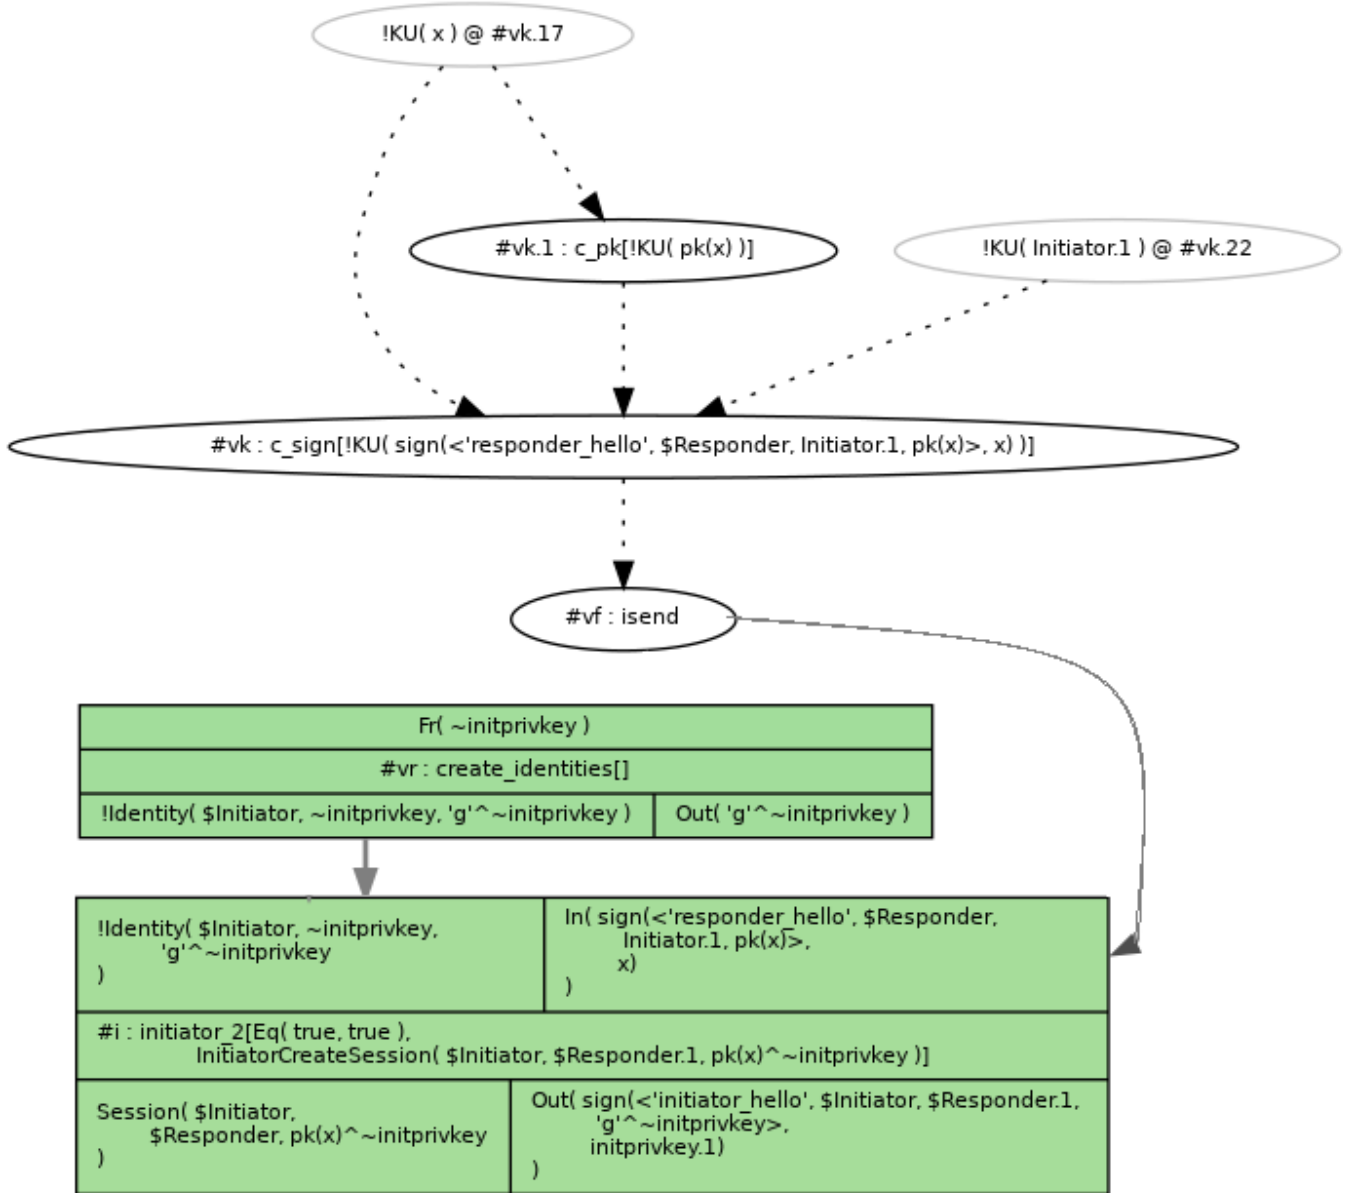 !KU( x ) @ #vk.17
#vk.1 : c_pk[!KU( pk(x) )]
!KU( Initiator.1 ) @ #vk.22
#vk : c_sign[!KU( sign(<'responder_hello', $Responder, Initiator.1, pk(x)>, x) )]
#vf : isend
Fr( ~initprivkey )
#vr : create_identities[]
!Identity( $Initiator, ~initprivkey, 'g'^~initprivkey )
Out( 'g'^~initprivkey )
!Identity( $Initiator, ~initprivkey,
'g'^~initprivkey
)
In( sign(<'responder_hello', $Responder,
Initiator.1, pk(x)>,
x)
)
#i : initiator_2[Eq( true, true ),
InitiatorCreateSession( $Initiator, $Responder.1, pk(x)^~initprivkey )]
Session( $Initiator,
$Responder, pk(x)^~initprivkey
)
Out( sign(<'initiator_hello', $Initiator, $Responder.1,
'g'^~initprivkey>,
initprivkey.1)
)